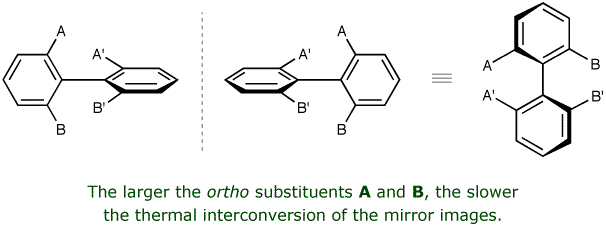 A
A'
B
B'
A'
A
B'
B
A
B
A'
B'
The larger the ortho substituents A and B, the slower
the thermal interconversion of the mirror images.